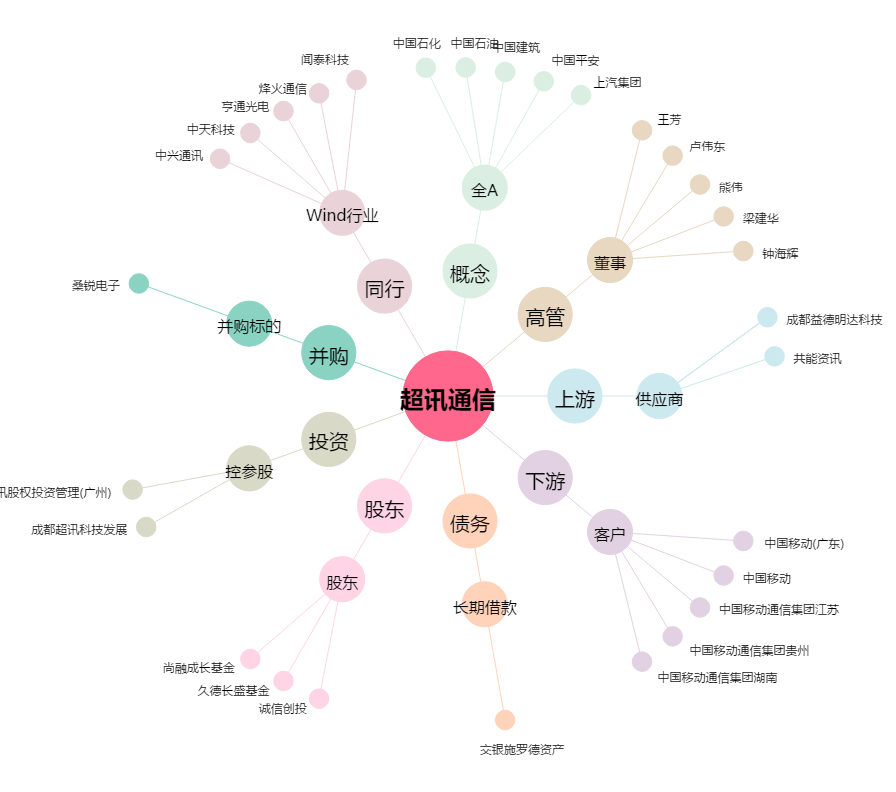 超讯通信
概念
全A
中国石化
中国石油
中国建筑
中国平安
上汽集团
高管
董事
王芳
卢伟东
熊伟
梁建华
钟海辉
上游
供应商
成都益德明达科技
共能资讯
下游
客户
中国移动(广东)
中国移动
中国移动通信集团江苏
中国移动通信集团贵州
中国移动通信集团湖南
债务
长期借款
交银施罗德资产
股东
股东
诚信创投
久德长盛基金
尚融成长基金
投资
控参股
成都超讯科技发展
讯股权投资管理(广州)
并购
并购标的
桑锐电子
同行
Wind行业
中兴通讯
中天科技
亨通光电
烽火通信
闻泰科技